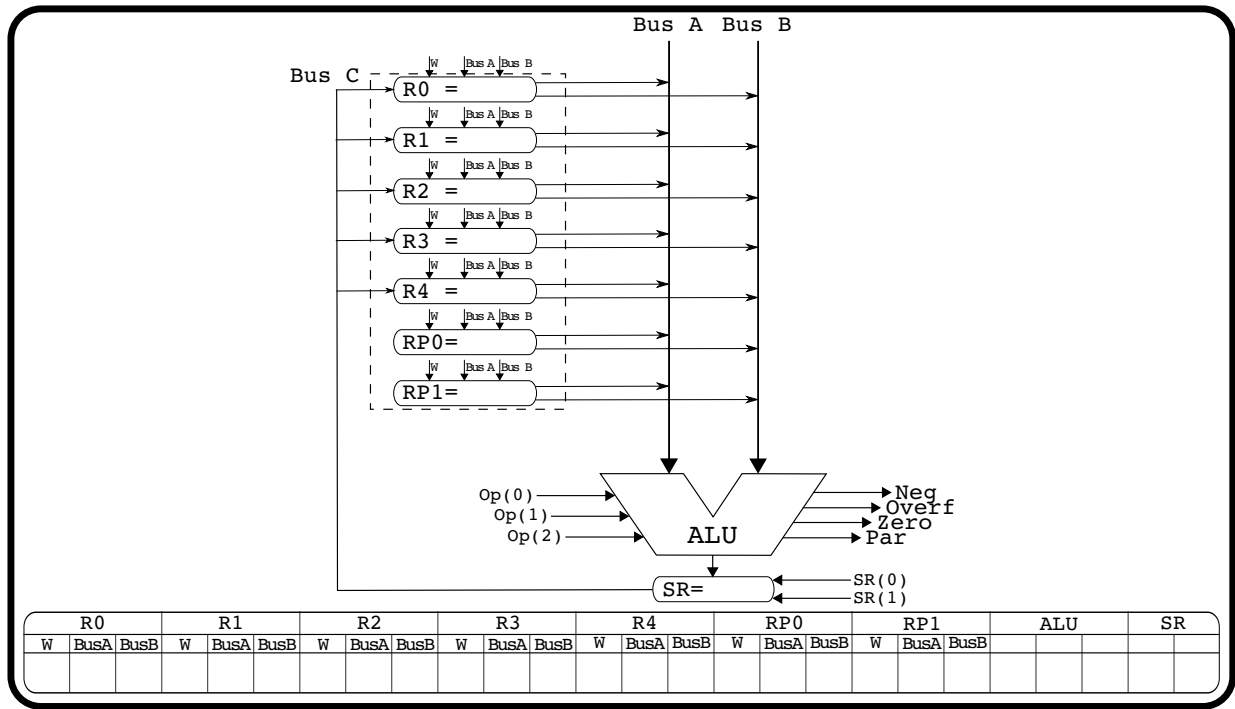 Bus A Bus B
Bus C
W Bus A Bus B
R0 =
W Bus A Bus B
R1 =
W Bus A Bus B
R2 =
W Bus A Bus B
R3 =
W Bus A Bus B
R4 =
W Bus A Bus B
RP0=
W Bus A Bus B
RP1=
Op(0)
Op(1)
Op(2)
ALU
Neg
Overf
Zero
Par
SR=
SR(0)
SR(1)
R0 R1 R2 R3 R4 RP0 RP1 ALU SR
W BusA BusB W BusA BusB W BusA BusB W BusA BusB W BusA BusB W BusA BusB W BusA BusB